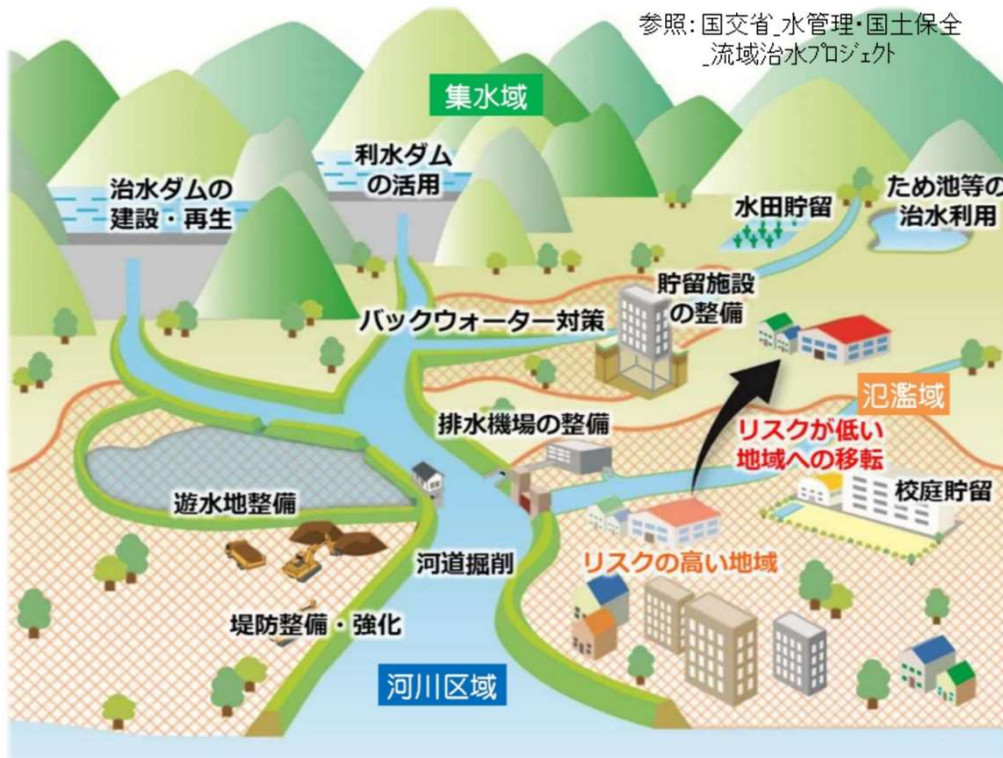 参照：国交省_水管理・国土保全
_流域治水プロジェクト
集水域
治水ダムの
建設・再生
利水ダム
の活用
水田貯留
ため池等の
治水利用
バックウォーター対策
貯留施設
の整備
氾濫域
排水機場の整備
リスクが低い
地域への移転
校庭貯留
遊水地整備
河道掘削
リスクの高い地域
堤防整備・強化
河川区域